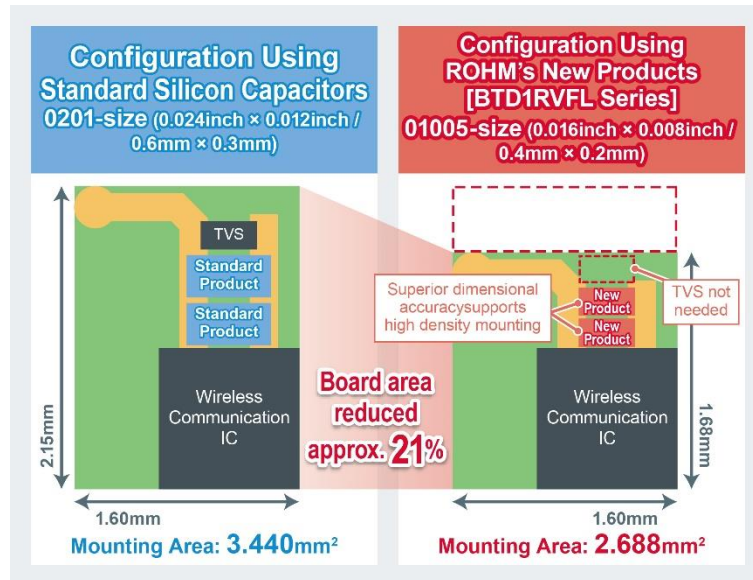 Configuration Using
Standard Silicon Capacitors
0201-size (0.024inch × 0.012inch /
0.6mm × 0.3mm)
Configuration Using
ROHM's New Products
[BTD1RVFL Series]
01005-size (0.016inch × 0.008inch /
0.4mm × 0.2mm)
TVS
Standard
Product
Standard
Product
Wireless
Communication
IC
2.15mm
1.60mm
Mounting Area: 3.440mm²
Board area
reduced
approx. 21%
Superior dimensional
accuracysupports
high density mounting
New
Product
New
Product
TVS not
needed
Wireless
Communication
IC
1.68mm
1.60mm
Mounting Area: 2.688mm²